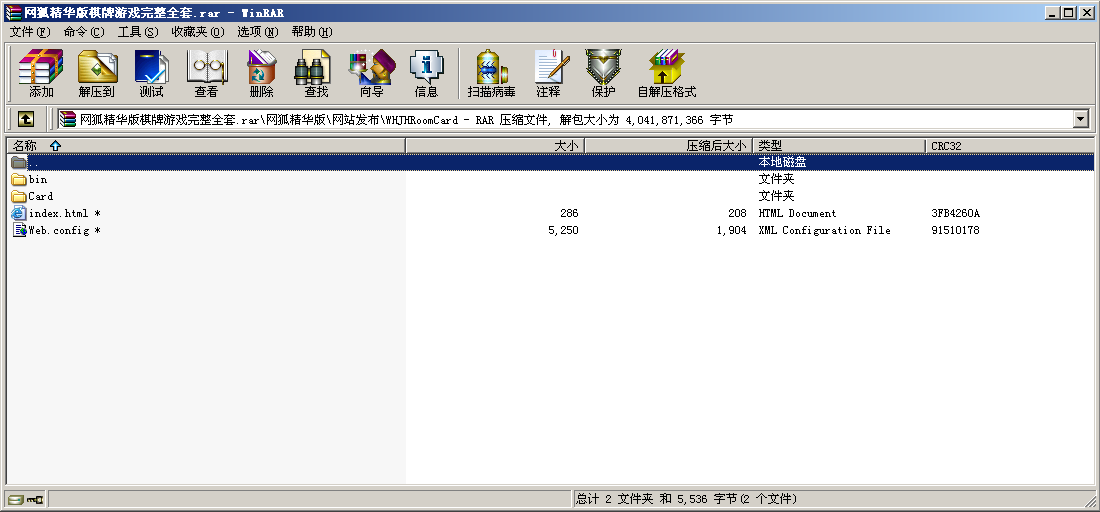 网狐精华版棋牌游戏完整全套.rar - WinRAR
文件(F) 命令(C) 工具(S) 收藏夹(O) 选项(N) 帮助(H)
添加 解压到 测试 查看 删除 查找 向导 信息 扫描病毒 注释 保护 自解压格式
网狐精华版棋牌游戏完整全套.rar\网狐精华版\网站发布\WHJHRoomCard - RAR 压缩文件, 解包大小为 4,041,871,366 字节
名称 大小 压缩后大小 类型 CRC32
.. 本地磁盘
bin 文件夹
Card 文件夹
index.html * 286 208 HTML Document 3FB4260A
Web.config * 5,250 1,904 XML Configuration File 91510178
总计 2 文件夹 和 5,536 字节(2 个文件)